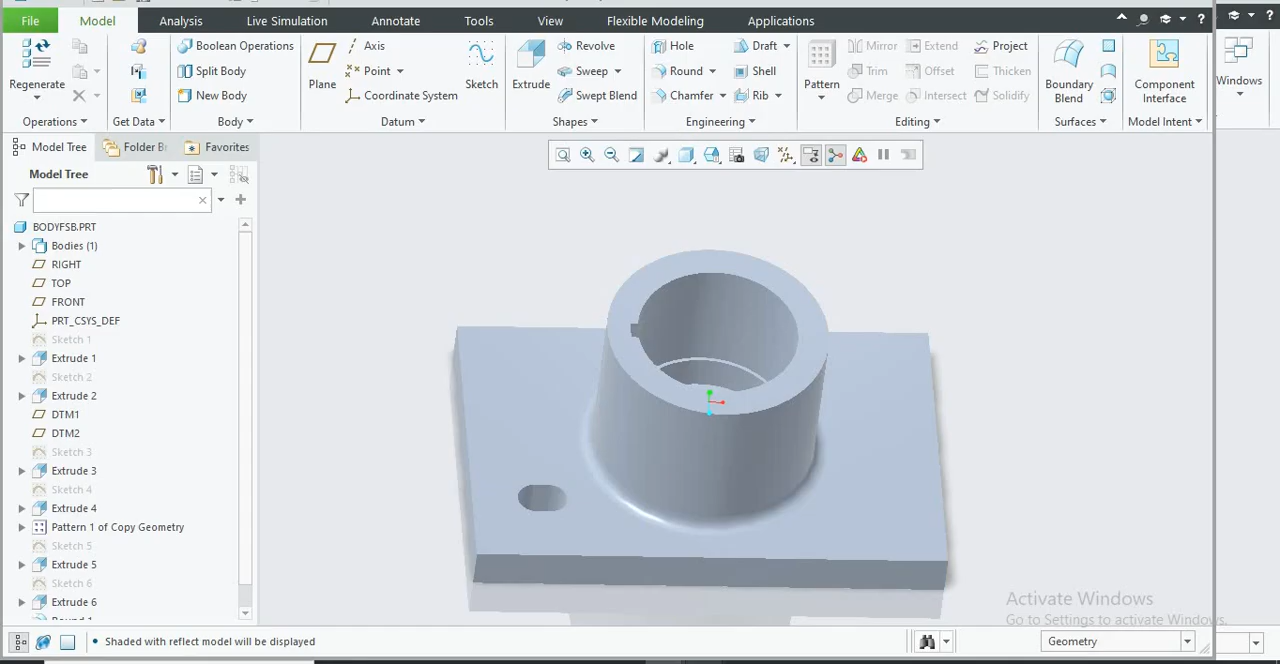 File Model Analysis Live Simulation Annotate Tools View Flexible Modeling Applications
Regenerate
Operations
Get Data
Boolean Operations
Split Body
New Body
Body
Plane
Axis
Point
Coordinate System
Sketch
Datum
Extrude
Revolve
Sweep
Swept Blend
Shapes
Hole
Round
Chamfer
Draft
Shell
Rib
Engineering
Pattern
Mirror
Trim
Merge
Extend
Offset
Intersect
Project
Thicken
Solidify
Editing
Boundary
Blend
Surfaces
Component
Interface
Model Intent
Windows
Model Tree Folder Br Favorites
Model Tree
BODYFSB.PRT
Bodies (1)
RIGHT
TOP
FRONT
PRT_CSYS_DEF
Sketch 1
Extrude 1
Sketch 2
Extrude 2
DTM1
DTM2
Sketch 3
Extrude 3
Sketch 4
Extrude 4
Pattern 1 of Copy Geometry
Sketch 5
Extrude 5
Sketch 6
Extrude 6
Activate Windows
Go to Settings to activate Windows.
• Shaded with reflect model will be displayed
Geometry